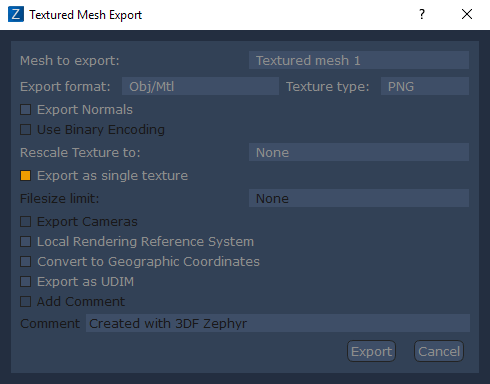 Z Textured Mesh Export ?
Mesh to export: Textured mesh 1
Export format: Obj/Mtl Texture type: PNG
Export Normals
Use Binary Encoding
Rescale Texture to: None
Export as single texture
Filesize limit: None
Export Cameras
Local Rendering Reference System
Convert to Geographic Coordinates
Export as UDIM
Add Comment
Comment Created with 3DF Zephyr
Export Cancel